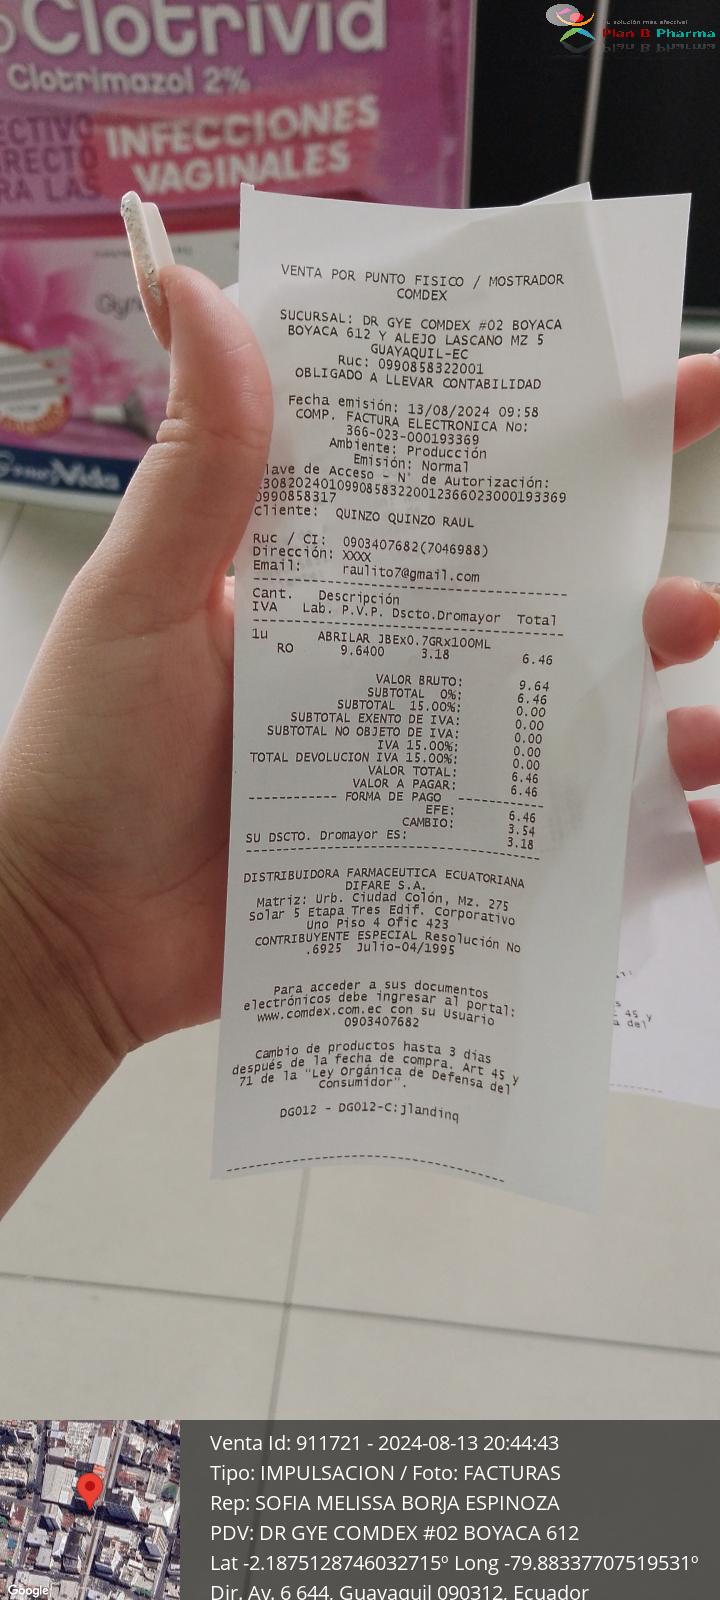 Clotrivid
Clotrimazol 2%
INFECCIONES
VAGINALES
Tu solución más efectiva!
Plan B Pharma
VENTA POR PUNTO FISICO / MOSTRADOR
COMDEX
SUCURSAL: DR GYE COMDEX #02 BOYACA
BOYACA 612 Y ALEJO LASCANO MZ 5
GUAYAQUIL-EC
Ruc: 0990858322001
OBLIGADO A LLEVAR CONTABILIDAD
Fecha emisión: 13/08/2024 09:58
COMP. FACTURA ELECTRONICA No:
366-023-000193369
Ambiente: Producción
Emisión: Normal
lave de Acceso - N° de Autorización:
1308202401099085832200123660230001933​69
0990858317
Cliente: QUINZO QUINZO RAUL
Ruc / CI: 0903407682(7046988)
Dirección: XXXX
Email: raulito7@gmail.com
Cant. Descripción
IVA Lab. P.V.P. Dscto.Dromayor Total
1u ABRILAR JBEx0.7GRx100ML
RO 9.6400 3.18 6.46
VALOR BRUTO: 9.64
SUBTOTAL 0%: 6.46
SUBTOTAL 15.00%: 0.00
SUBTOTAL EXENTO DE IVA: 0.00
SUBTOTAL NO OBJETO DE IVA: 0.00
IVA 15.00%: 0.00
TOTAL DEVOLUCION IVA 15.00%: 0.00
VALOR TOTAL: 6.46
VALOR A PAGAR: 6.46
------------ FORMA DE PAGO ------------
EFE: 6.46
CAMBIO: 3.54
SU DSCTO. Dromayor ES: 3.18
DISTRIBUIDORA FARMACEUTICA ECUATORIANA
DIFARE S.A.
Matriz: Urb. Ciudad Colón, Mz. 275
Solar 5 Etapa Tres Edif. Corporativo
Uno Piso 4 Ofic 423
CONTRIBUYENTE ESPECIAL Resolución No
.6925 Julio-04/1995
Para acceder a sus documentos
electrónicos debe ingresar al portal:
www.comdex.com.ec con su Usuario
0903407682
Cambio de productos hasta 3 días
después de la fecha de compra. Art 45 y
71 de la "Ley Orgánica de Defensa del
Consumidor".
DG012 - DG012-C:jlandinq
Venta Id: 911721 - 2024-08-13 20:44:43
Tipo: IMPULSACION / Foto: FACTURAS
Rep: SOFIA MELISSA BORJA ESPINOZA
PDV: DR GYE COMDEX #02 BOYACA 612
Lat -2.1875128746032715º Long -79.88337707519531º
Dir. Av. 6 644, Guayaquil 090312, Ecuador
Google